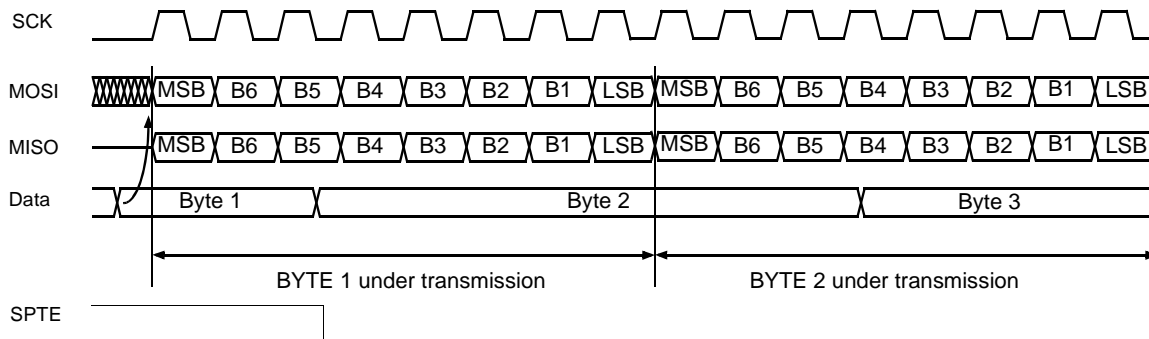 SCK
MOSI MSB B6 B5 B4 B3 B2 B1 LSB MSB B6 B5 B4 B3 B2 B1 LSB
MISO MSB B6 B5 B4 B3 B2 B1 LSB MSB B6 B5 B4 B3 B2 B1 LSB
Data Byte 1 Byte 2 Byte 3
BYTE 1 under transmission BYTE 2 under transmission
SPTE